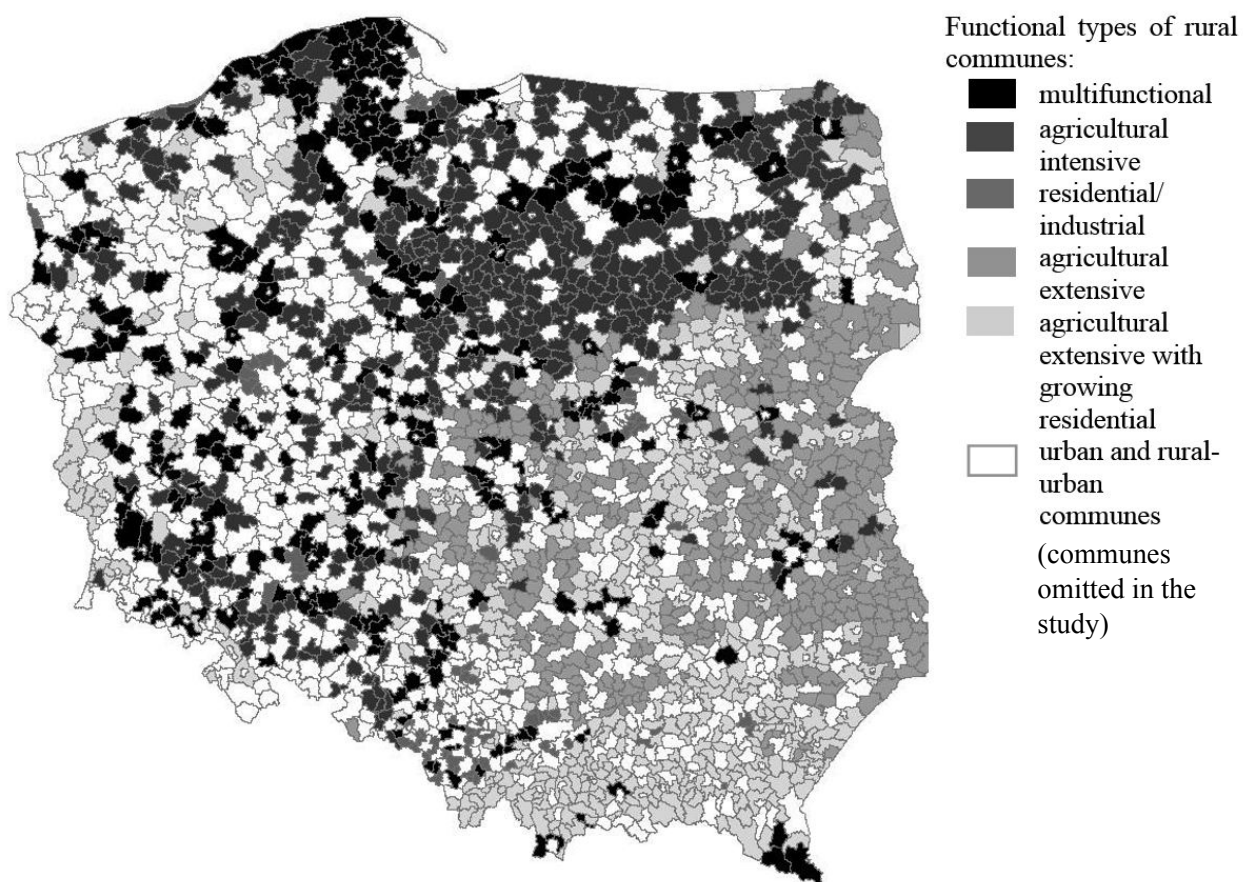 Functional types of rural
communes:
multifunctional
agricultural
intensive
residential/
industrial
agricultural
extensive
agricultural
extensive with
growing
residential
urban and rural-
urban
communes
(communes
omitted in the
study)